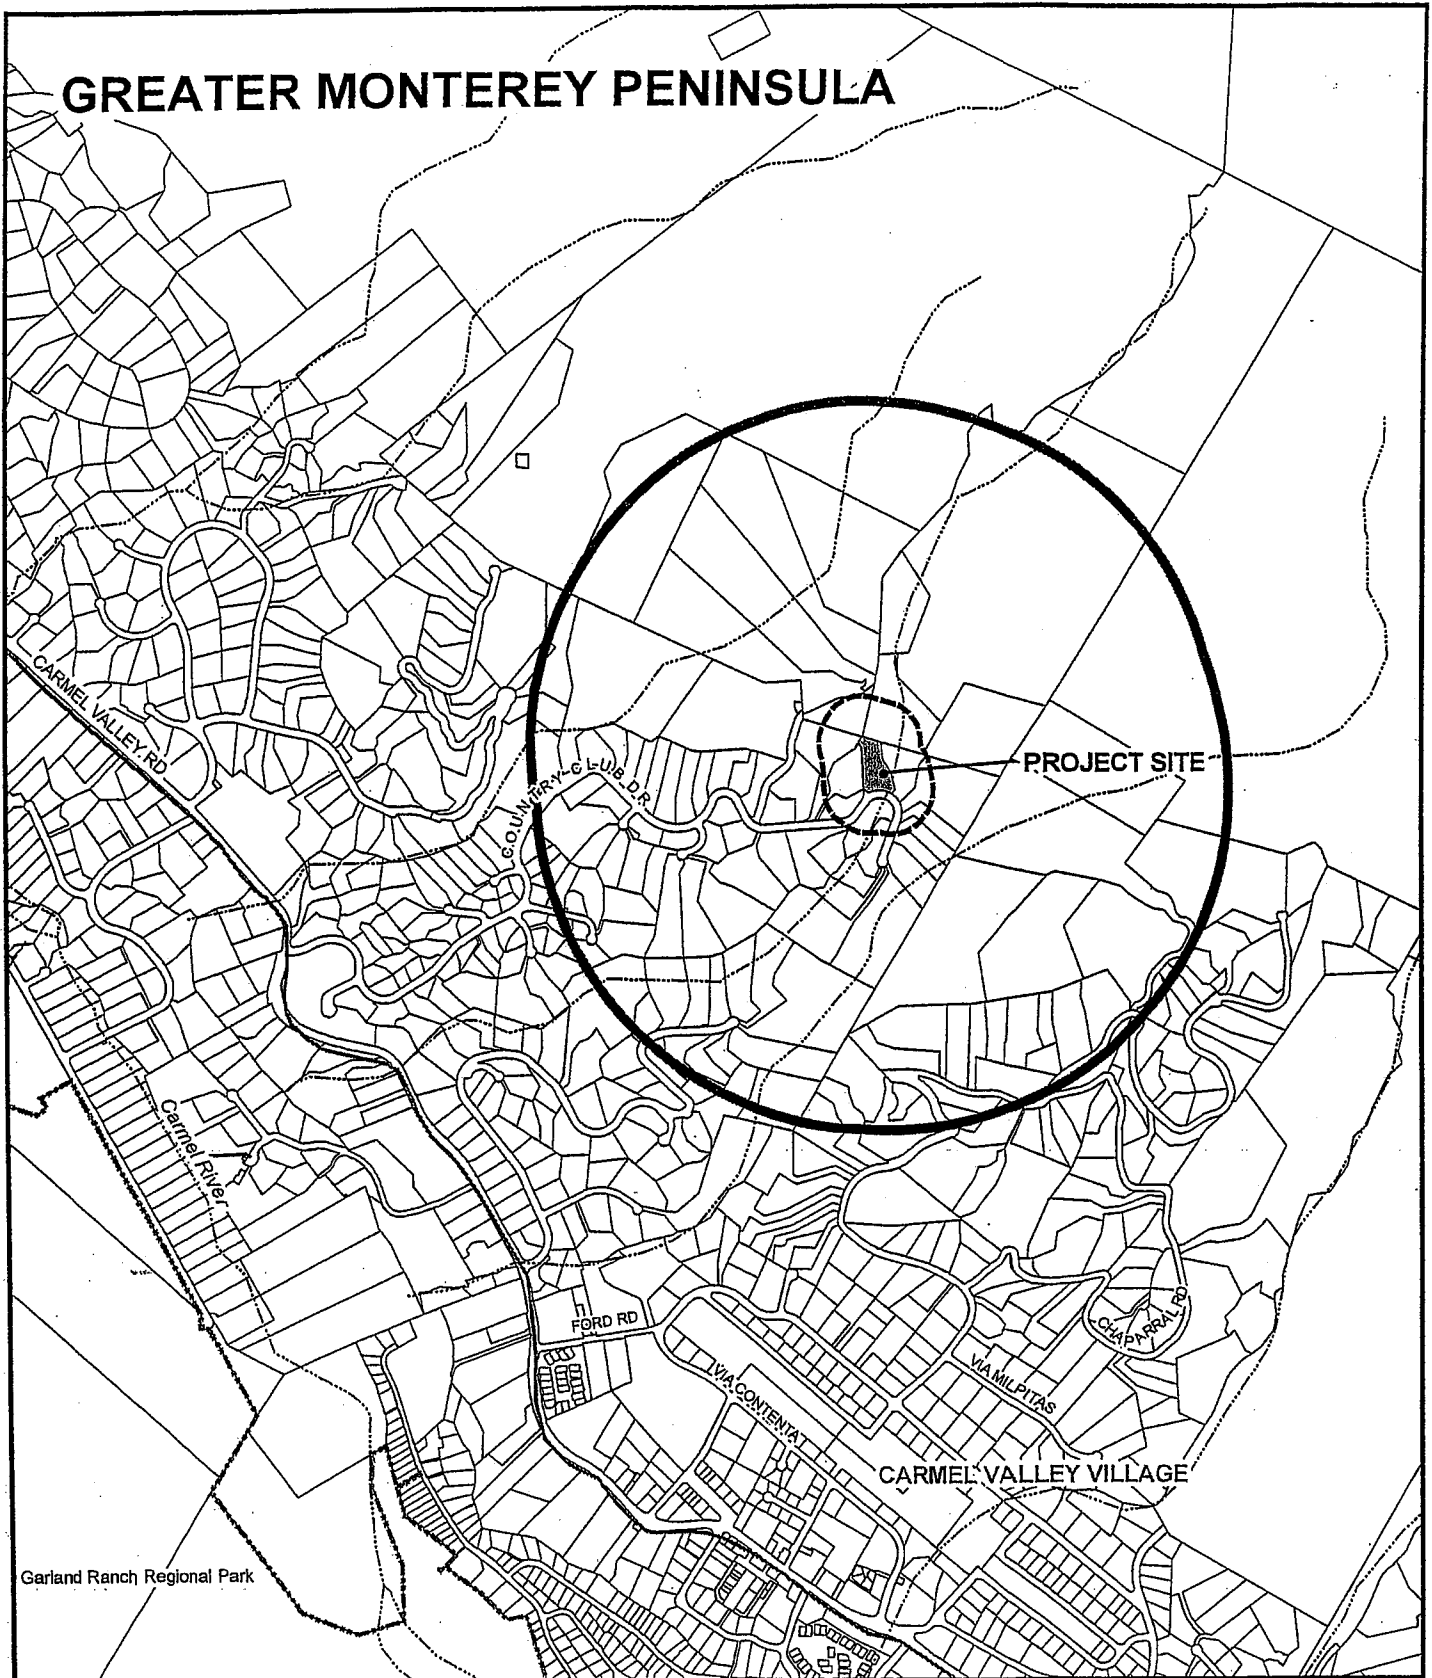 GREATER MONTEREY PENINSULA
CARMEL VALLEY RD
COUNTRY CLUB DR
PROJECT SITE
Carmel River
FORD RD
CHAPARRAL RD
VIA CONTENTA
VIA MILPITAS
CARMEL VALLEY VILLAGE
Garland Ranch Regional Park